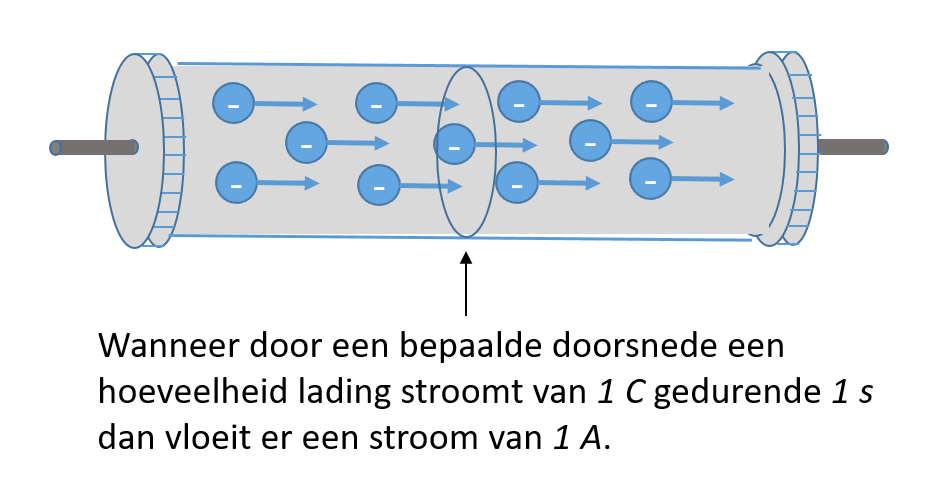 Wanneer door een bepaalde doorsnede een
hoeveelheid lading stroomt van 1 C gedurende 1 s
dan vloeit er een stroom van 1 A.